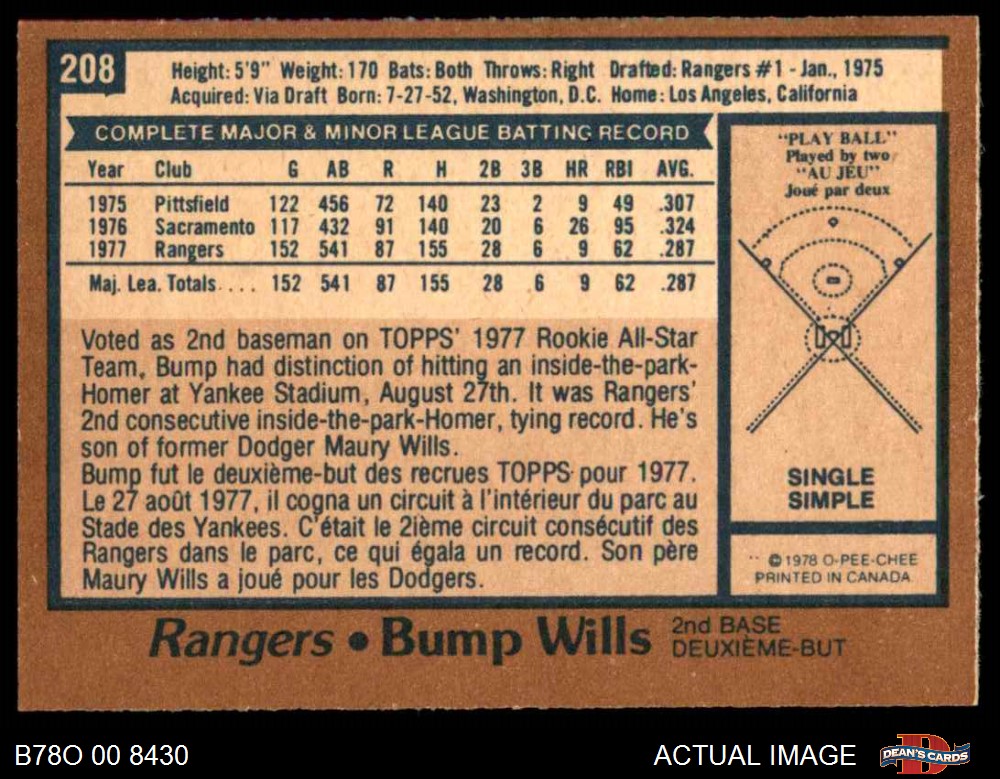 208
Height: 5'9" Weight: 170 Bats: Both Throws: Right Drafted: Rangers #1 - Jan., 1975
Acquired: Via Draft Born: 7-27-52, Washington, D.C. Home: Los Angeles, California
COMPLETE MAJOR & MINOR LEAGUE BATTING RECORD
Year Club G AB R H 2B 3B HR RBI AVG.
1975 Pittsfield 122 456 72 140 23 2 9 49 .307
1976 Sacramento 117 432 91 140 20 6 26 95 .324
1977 Rangers 152 541 87 155 28 6 9 62 .287
Maj. Lea. Totals.... 152 541 87 155 28 6 9 62 .287
Voted as 2nd baseman on TOPPS' 1977 Rookie All-Star
Team, Bump had distinction of hitting an inside-the-park-
Homer at Yankee Stadium, August 27th. It was Rangers'
2nd consecutive inside-the-park-Homer, tying record. He's
son of former Dodger Maury Wills.
Bump fut le deuxième-but des recrues TOPPS pour 1977.
Le 27 août 1977, il cogna un circuit à l'intérieur du parc au
Stade des Yankees. C'était le 2ième circuit consécutif des
Rangers dans le parc, ce qui égala un record. Son père
Maury Wills a joué pour les Dodgers.
"PLAY BALL"
Played by two
"AU JEU"
Joué par deux
SINGLE
SIMPLE
© 1978 O-PEE-CHEE
PRINTED IN CANADA
Rangers • Bump Wills 2nd BASE
DEUXIÈME-BUT
B78O 00 8430
ACTUAL IMAGE
DEAN'S CARDS